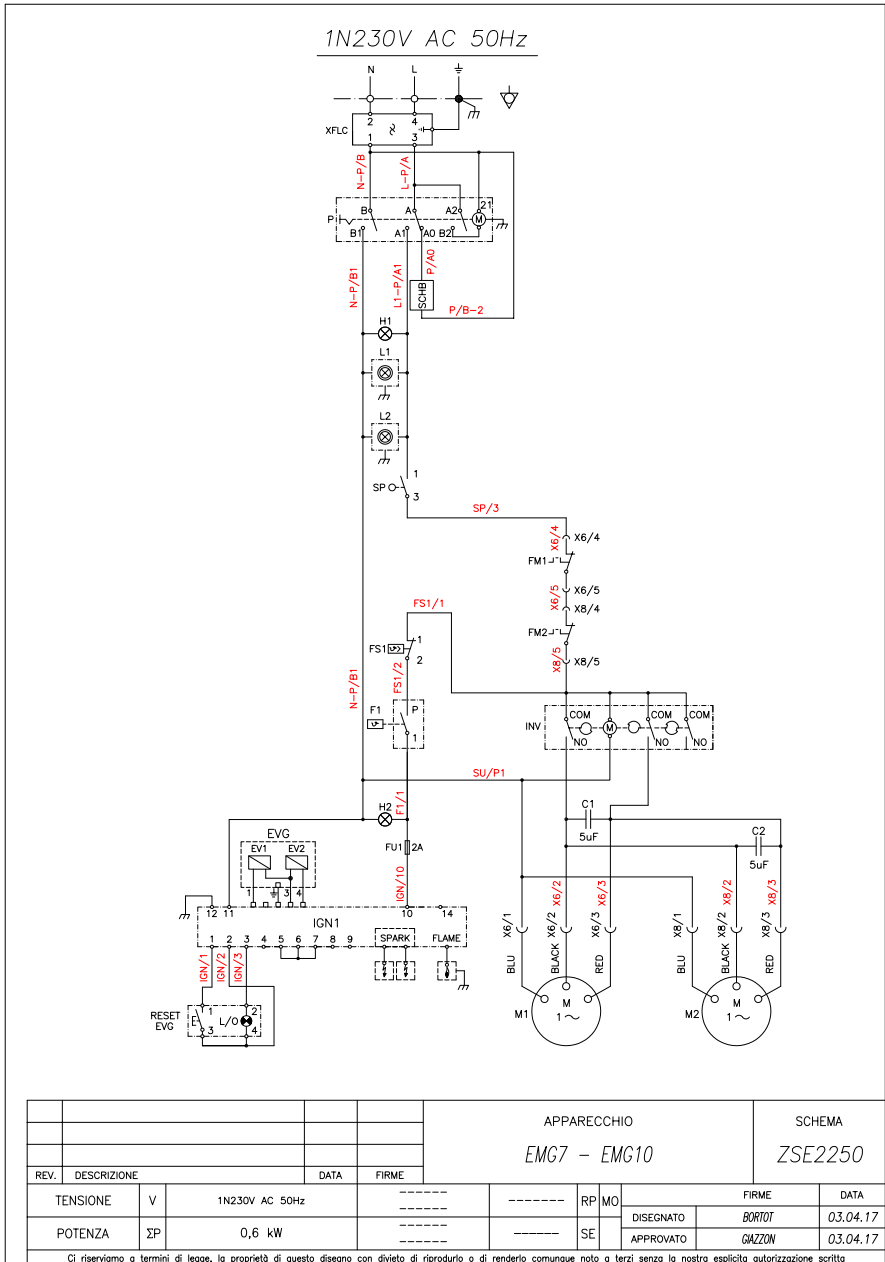 1N230V AC 50Hz
N L
2 4
XFLC
1 3
N-P/B
L-P/A
B A A2 21
P M
B1 A1 A0 B2
P/A0
N-P/B1
L1-P/A1
SCHB
P/B-2
H1
L1
L2
1
SP
3
SP/3
X6/4 X6/4
FM1
X6/5 X6/5
X8/4
FM2
X8/5 X8/5
FS1/1
FS1 1
2
FS1/2
N-P/B1
F1 P
1
INV COM M COM COM
NO NO NO
SU/P1
H2
F1/1
C1
5uF
C2
5uF
FU1 2A
EVG
EV1 EV2
1 3 4
IGN/10
12 11 10 14
IGN1
1 2 3 4 5 6 7 8 9 SPARK FLAME
IGN/1 IGN/2 IGN/3
RESET
EVG
1 E 3 L/O 2 4
X6/2 X6/3 X8/2 X8/3
X6/1 X6/2 X6/3 X8/1 X8/2 X8/3
BLU BLACK RED BLU BLACK RED
M1 M
1~
M2 M
1~
APPARECCHIO SCHEMA
EMG7 - EMG10 ZSE2250
REV. DESCRIZIONE DATA FIRME
TENSIONE V 1N230V AC 50Hz RP MO FIRME DATA
DISEGNATO BORTOT 03.04.17
POTENZA ΣP 0,6 kW SE
APPROVATO GIAZZON 03.04.17
Ci riserviamo a termini di legge, la proprietà di questo disegno con divieto di riprodurlo o di renderlo comunque noto a terzi senza la nostra esplicita autorizzazione scritta